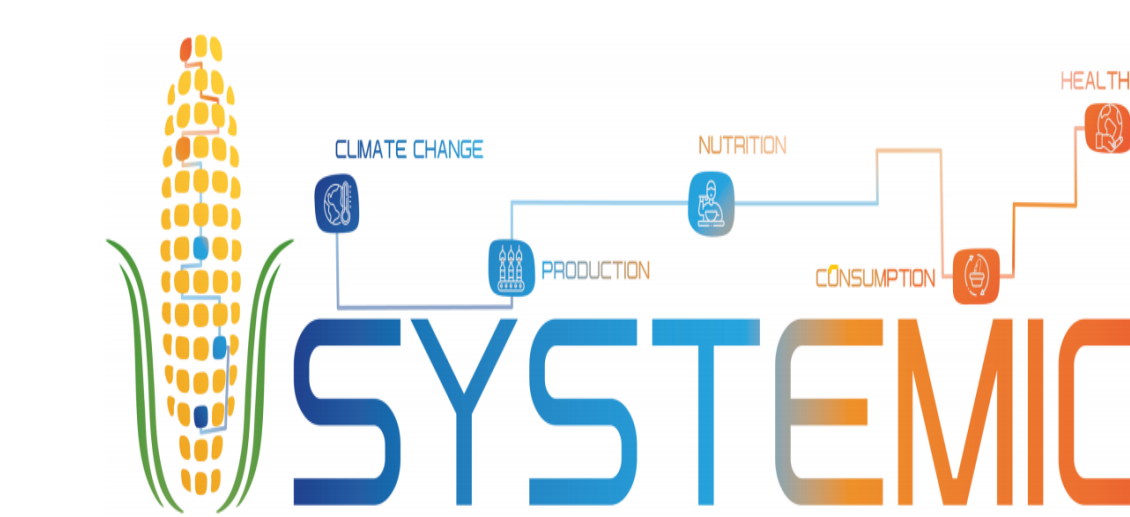 HEALTH
CLIMATE CHANGE
NUTRITION
PRODUCTION
CONSUMPTION
SYSTEMIC